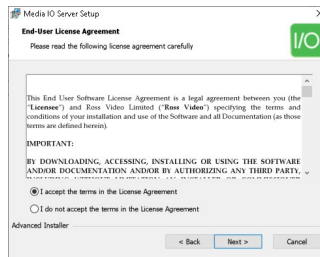 Media IO Server Setup
End-User License Agreement
Please read the following license agreement carefully
I/O
This End User Software License Agreement is a legal agreement between you (the
"Licensee") and Ross Video Limited ("Ross Video") specifying the terms and
conditions of your installation and use of the Software and all Documentation (as those
terms are defined herein).
IMPORTANT:
BY DOWNLOADING, ACCESSING, INSTALLING OR USING THE SOFTWARE
AND/OR DOCUMENTATION AND/OR BY AUTHORIZING ANY THIRD PARTY,
I accept the terms in the License Agreement
I do not accept the terms in the License Agreement
Advanced Installer
< Back
Next >
Cancel